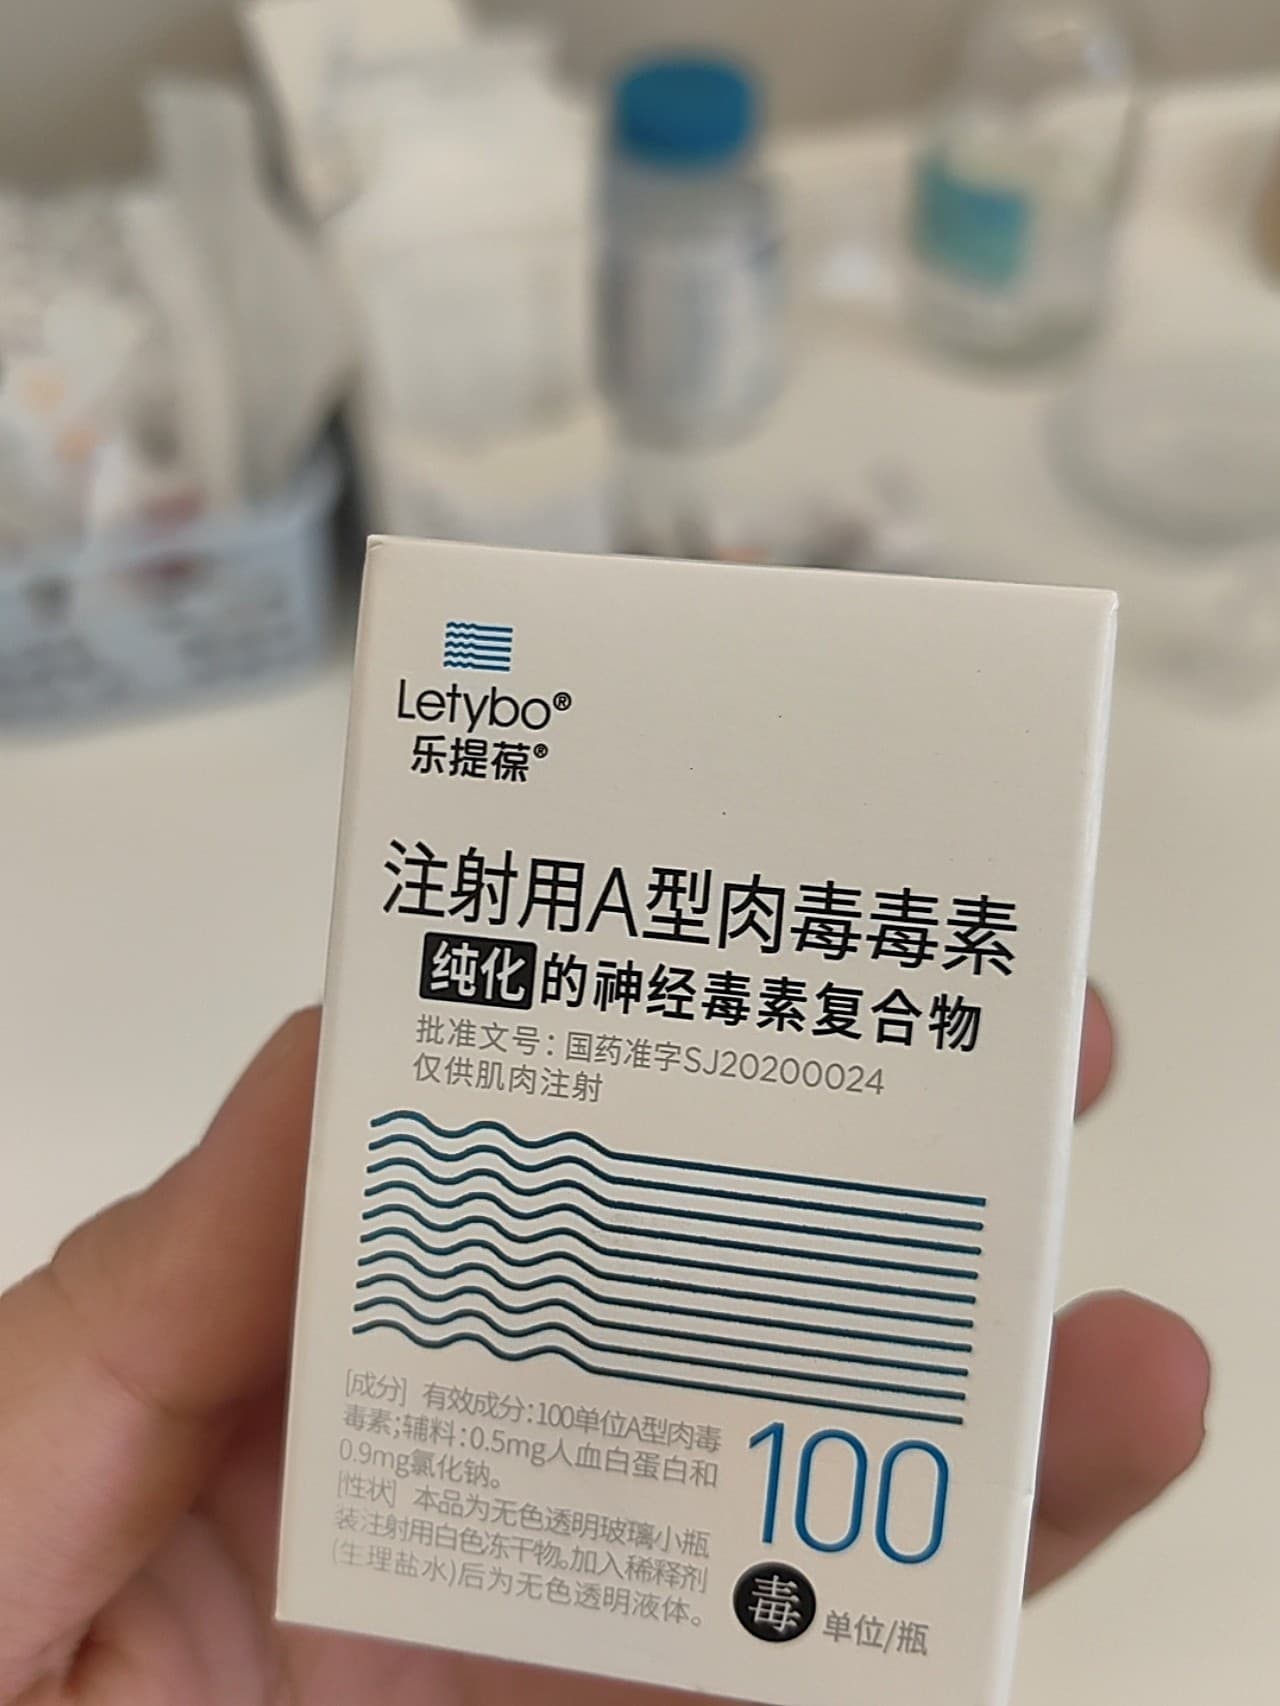 Letybo®
乐提葆®
注射用A型肉毒毒素
纯化的神经毒素复合物
批准文号：国药准字SJ20200024
仅供肌肉注射
[成分] 有效成分:100单位A型肉毒
毒素;辅料:0.5mg人血白蛋白和
0.9mg氯化钠。
[性状] 本品为无色透明玻璃小瓶
装注射用白色冻干物。加入稀释剂
(生理盐水)后为无色透明液体。
100
毒 单位/瓶